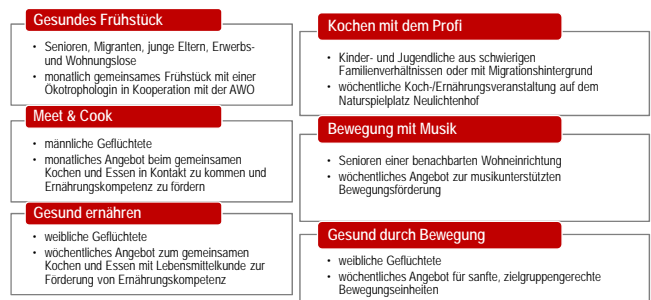 Gesundes Frühstück
• Senioren, Migranten, junge Eltern, Erwerbs-
und Wohnungslose
• monatlich gemeinsames Frühstück mit einer
Ökotrophologin in Kooperation mit der AWO
Meet & Cook
• männliche Geflüchtete
• monatliches Angebot beim gemeinsamen
Kochen und Essen in Kontakt zu kommen und
Ernährungskompetenz zu fördern
Gesund ernähren
• weibliche Geflüchtete
• wöchentliches Angebot zum gemeinsamen
Kochen und Essen mit Lebensmittelkunde zur
Förderung von Ernährungskompetenz
Kochen mit dem Profi
• Kinder- und Jugendliche aus schwierigen
Familienverhältnissen oder mit Migrationshintergrund
• wöchentliche Koch-/Ernährungsveranstaltung auf dem
Naturspielplatz Neulichtenhof
Bewegung mit Musik
• Senioren einer benachbarten Wohneinrichtung
• wöchentliches Angebot zur musikunterstützten
Bewegungsförderung
Gesund durch Bewegung
• weibliche Geflüchtete
• wöchentliches Angebot für sanfte, zielgruppengerechte
Bewegungseinheiten